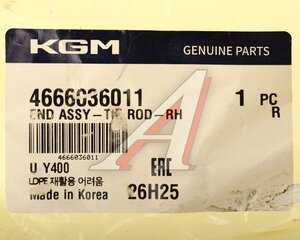 KGM
GENUINE PARTS
4666036011
1 PC
END ASSY-TIE ROD-RH
R
4666036011
U Y400
EAC
LDPE 재활용 어려움
26H25
Made in Korea